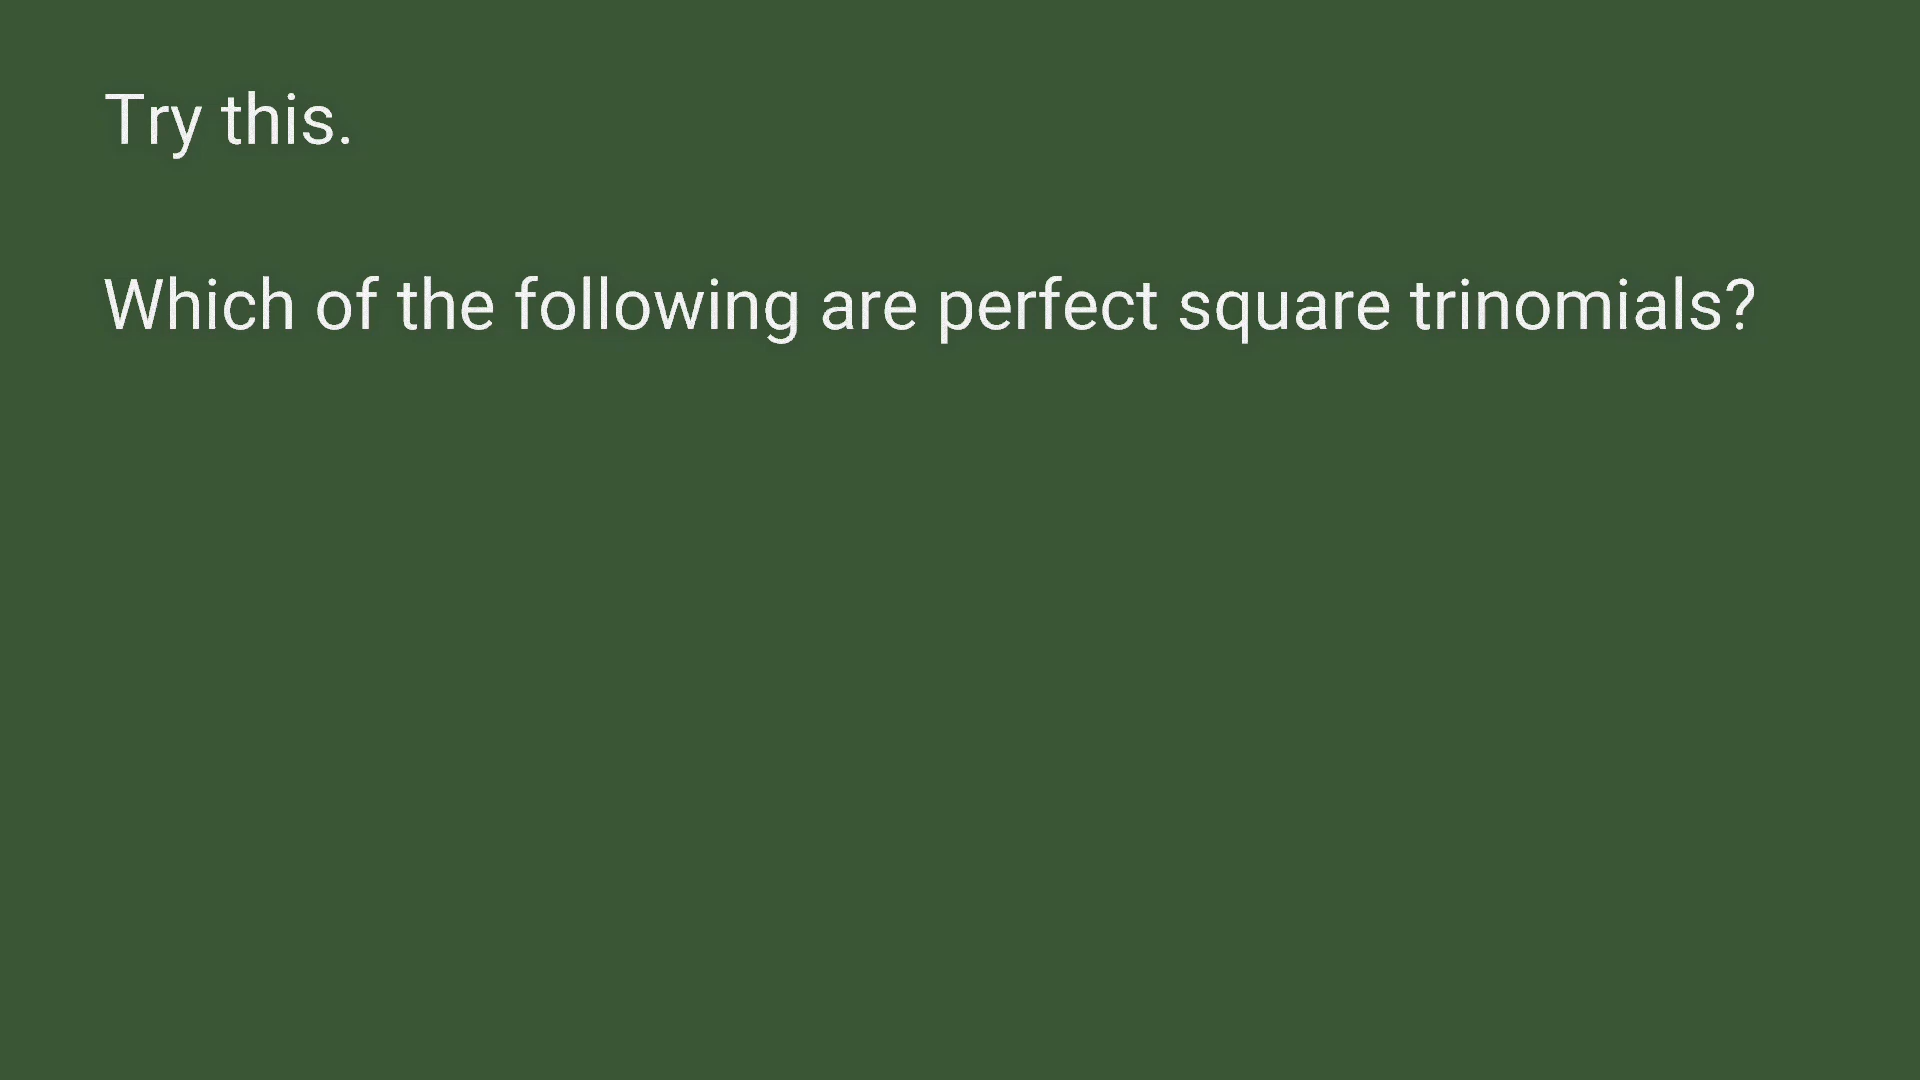 Try this.
Which of the following are perfect square trinomials?